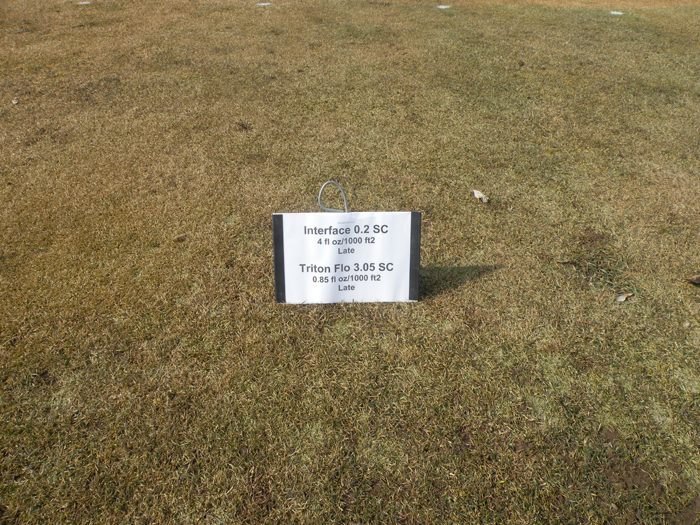 Interface 0.2 SC
4 fl oz/1000 ft2
Late
Triton Flo 3.05 SC
0.85 fl oz/1000 ft2
Late